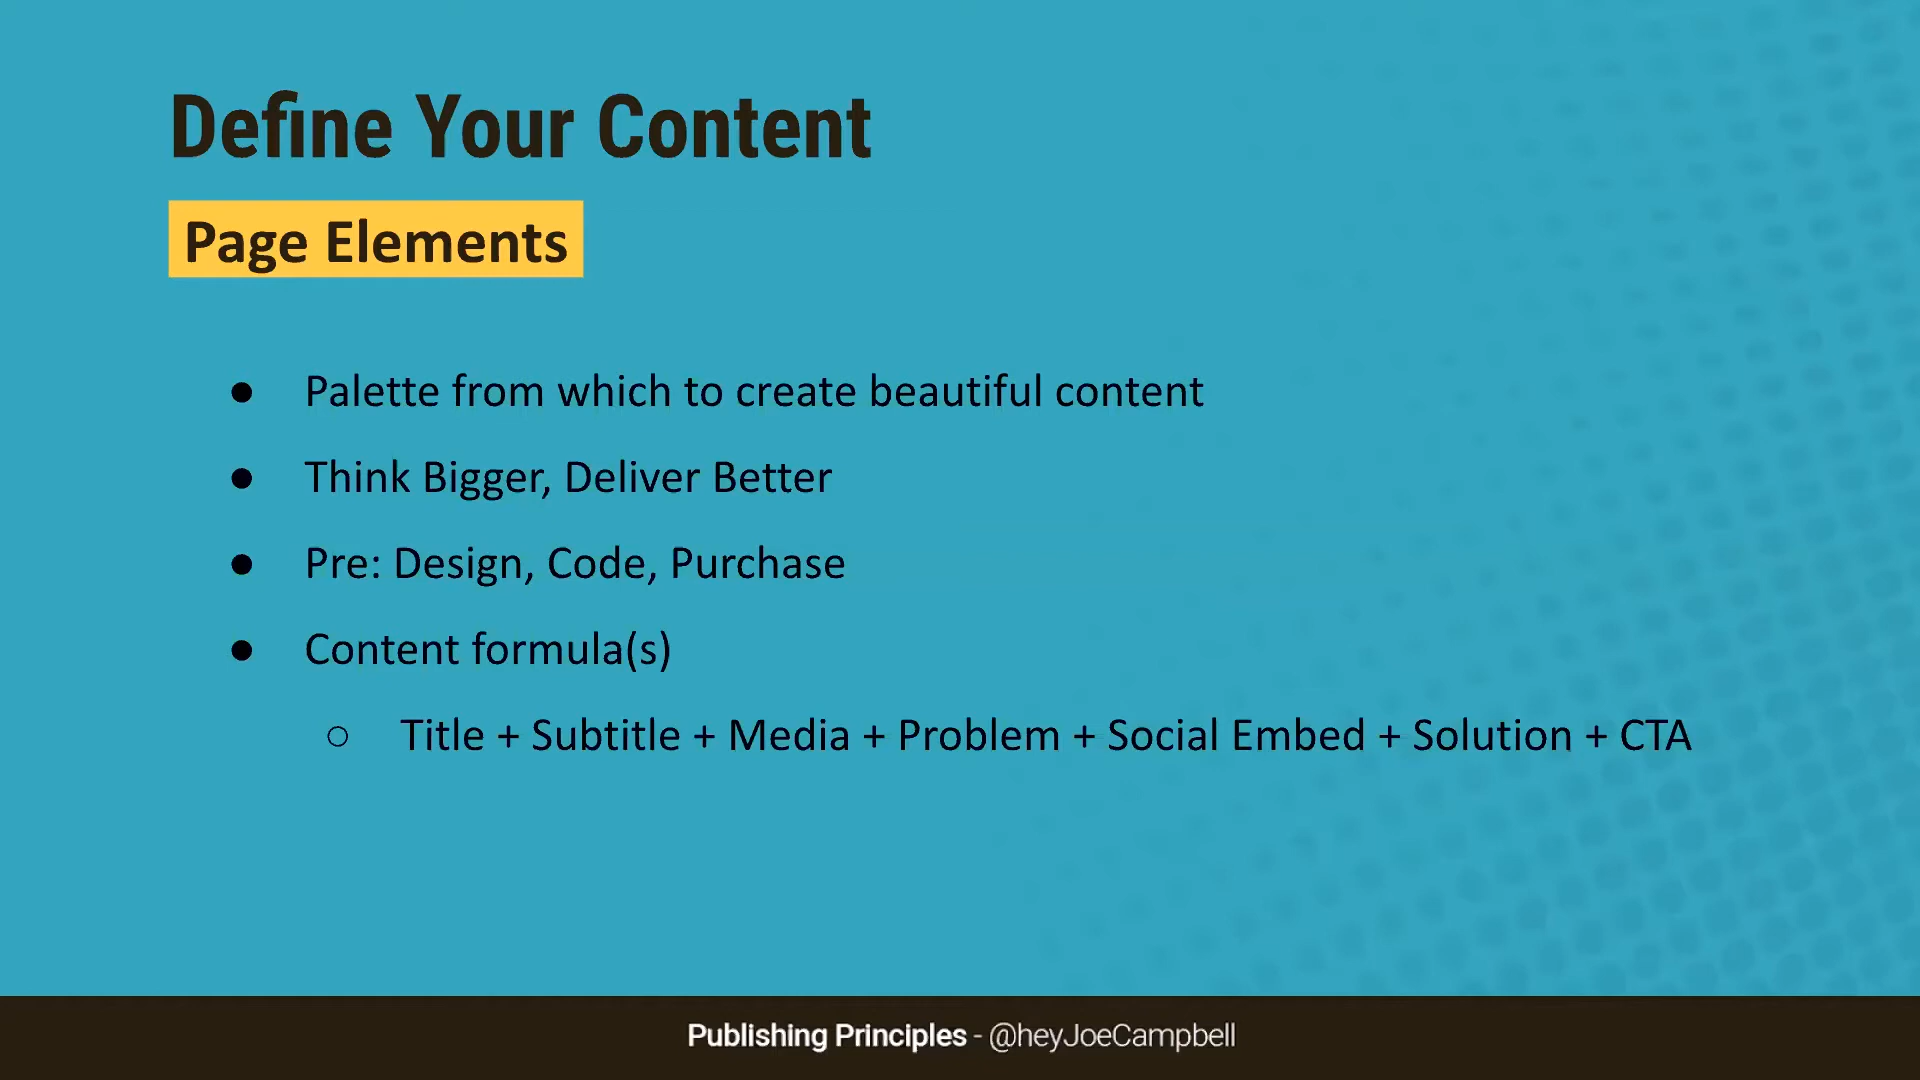 Define Your Content
Page Elements
● Palette from which to create beautiful content
● Think Bigger, Deliver Better
● Pre: Design, Code, Purchase
● Content formula(s)
○ Title + Subtitle + Media + Problem + Social Embed + Solution + CTA
Publishing Principles - @heyJoeCampbell